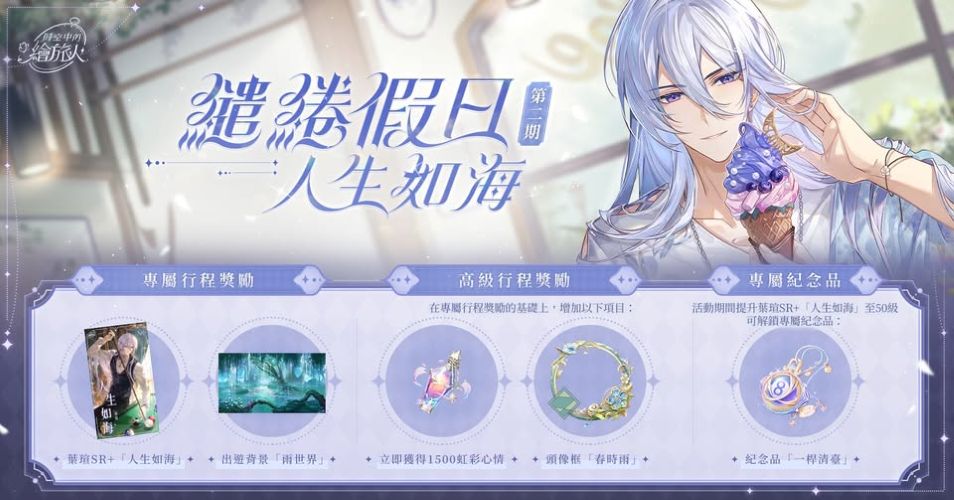 時空中的
繪旅人
繾綣假日
第二期
人生如海
專屬行程獎勵
高級行程獎勵
專屬紀念品
在專屬行程獎勵的基礎上，增加以下項目：
活動期間提升葉瑄SR+「人生如海」至50級
可解鎖專屬紀念品：
人生如海
8
葉瑄SR+「人生如海」
出遊背景「雨世界」
立即獲得1500虹彩心情
頭像框「春時雨」
紀念品「一桿清臺」